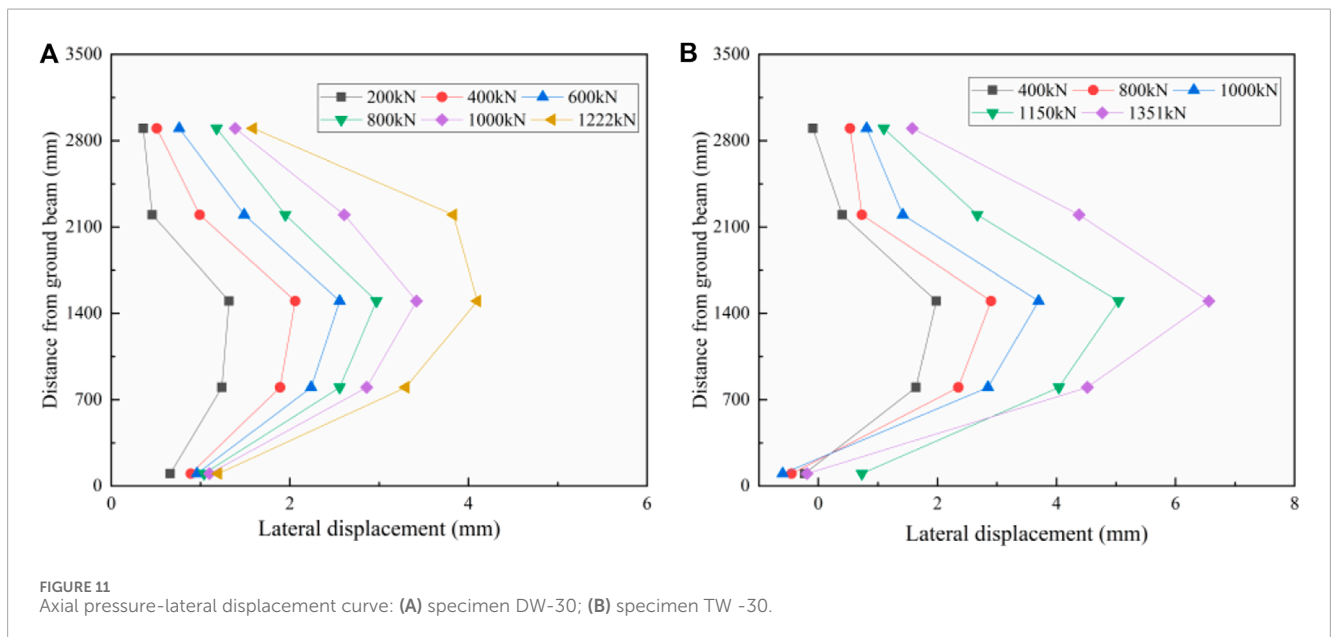 A
3500
2800
2100
1400
700
0
Distance from ground beam (mm)
200kN 400kN 600kN
800kN 1000kN 1222kN
0 2 4 6
Lateral displacement (mm)
B
3500
2800
2100
1400
700
0
Distance from ground beam (mm)
400kN 800kN 1000kN
1150kN 1351kN
0 2 4 6 8
Lateral displacement (mm)
FIGURE 11
Axial pressure-lateral displacement curve: (A) specimen DW-30; (B) specimen TW -30.